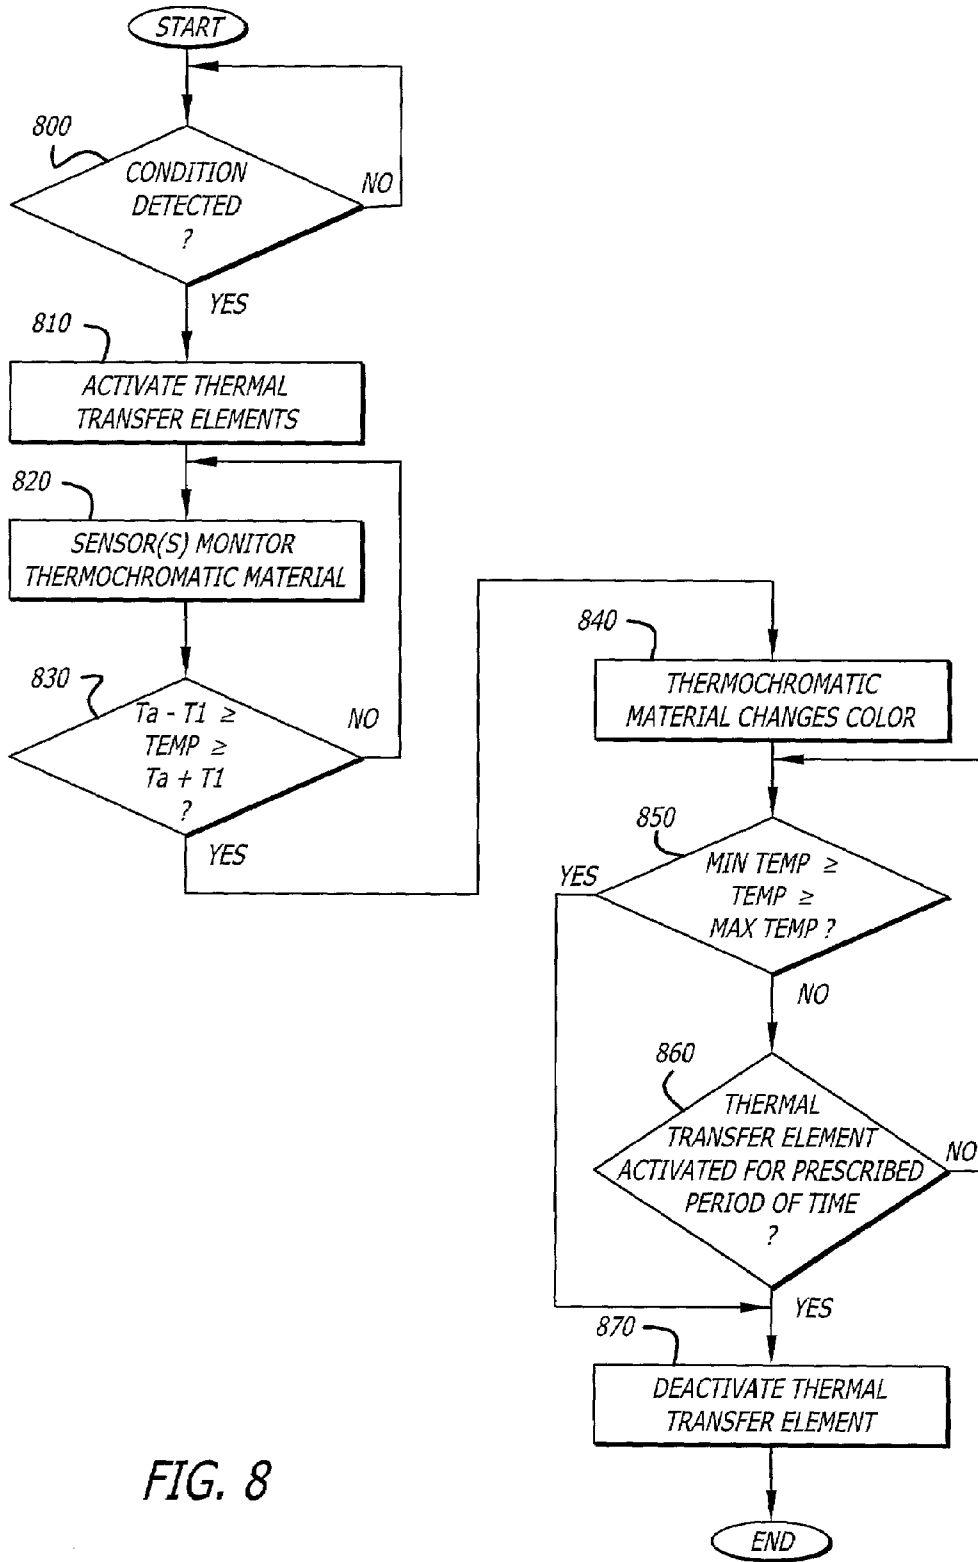 START
800
CONDITION
DETECTED
?
NO
YES
810
ACTIVATE THERMAL
TRANSFER ELEMENTS
820
SENSOR(S) MONITOR
THERMOCHROMATIC MATERIAL
830
Ta - T1 ≥
TEMP ≥
Ta + T1
?
NO
YES
840
THERMOCHROMATIC
MATERIAL CHANGES COLOR
850
MIN TEMP ≥
TEMP ≥
MAX TEMP ?
YES
NO
860
THERMAL
TRANSFER ELEMENT
ACTIVATED FOR PRESCRIBED
PERIOD OF TIME
?
NO
YES
870
DEACTIVATE THERMAL
TRANSFER ELEMENT
END
FIG. 8